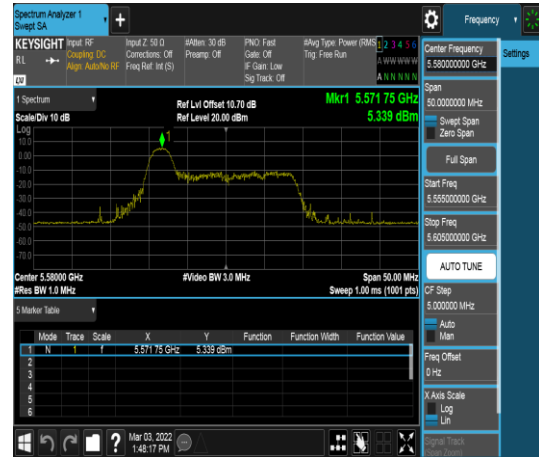 Spectrum Analyzer 1
Swept SA
+
Frequency
KEYSIGHT
RL
LXI
Input: RF
Coupling: DC
Align: Auto/No RF
Input Z: 50 Ω
Corrections: Off
Freq Ref: Int (S)
#Atten: 30 dB
Preamp: Off
PNO: Fast
Gate: Off
IF Gain: Low
Sig Track: Off
#Avg Type: Power (RMS
Trig: Free Run
1 2 3 4 5 6
A WW WW W
A N N N N N
1 Spectrum
Scale/Div 10 dB
Log
Ref Lvl Offset 10.70 dB
Ref Level 20.00 dBm
Mkr1 5.571 75 GHz
5.339 dBm
1
10.0
0.00
-10.0
-20.0
-30.0
-40.0
-50.0
-60.0
-70.0
Center 5.58000 GHz
#Res BW 1.0 MHz
#Video BW 3.0 MHz
Span 50.00 MHz
Sweep 1.00 ms (1001 pts)
5 Marker Table
Mode Trace Scale X Y Function Function Width Function Value
1 N 1 f 5.571 75 GHz 5.339 dBm
2
3
4
5
6
Mar 03, 2022
1:48:17 PM
Center Frequency
5.580000000 GHz
Span
50.0000000 MHz
Swept Span
Zero Span
Full Span
Start Freq
5.555000000 GHz
Stop Freq
5.605000000 GHz
AUTO TUNE
CF Step
5.000000 MHz
Auto
Man
Freq Offset
0 Hz
X Axis Scale
Log
Lin
Signal Track
(Span Zoom)
Settings